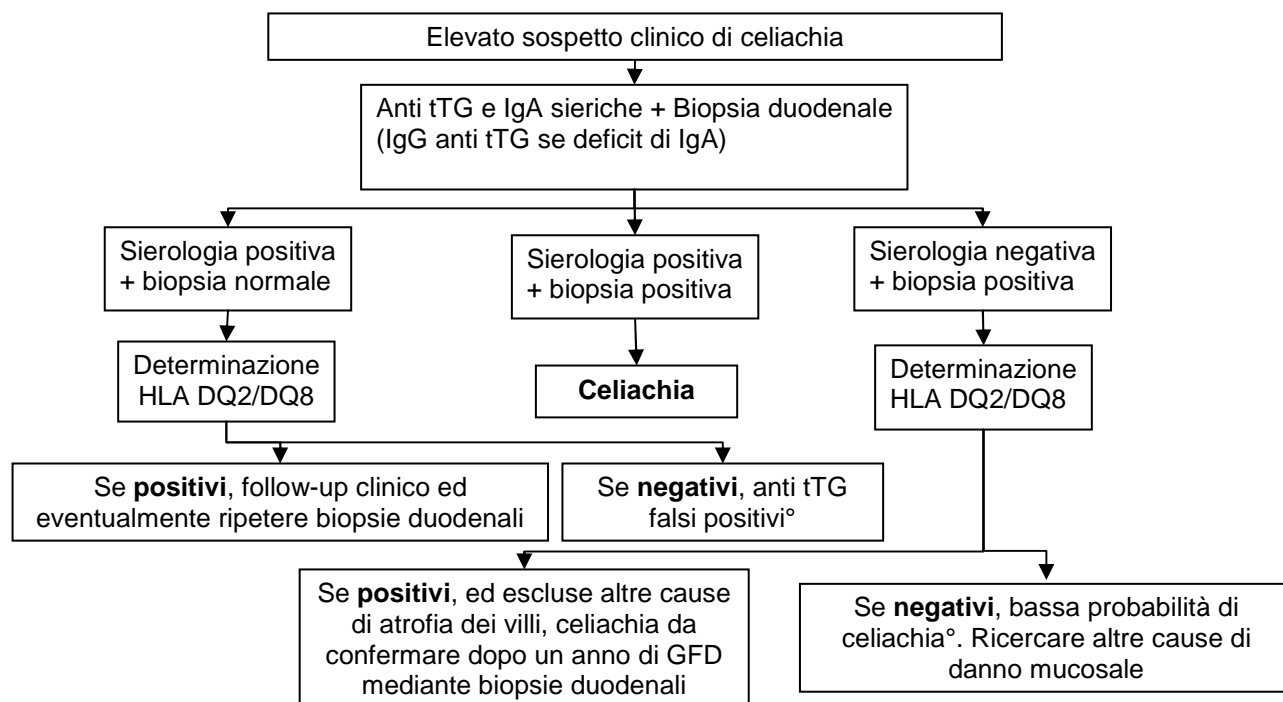 Elevato sospetto clinico di celiachia
Anti tTG e IgA sieriche + Biopsia duodenale
(IgG anti tTG se deficit di IgA)
Sierologia positiva
+ biopsia normale
Sierologia positiva
+ biopsia positiva
Sierologia negativa
+ biopsia positiva
Determinazione
HLA DQ2/DQ8
Celiachia
Determinazione
HLA DQ2/DQ8
Se positivi, follow-up clinico ed
eventualmente ripetere biopsie duodenali
Se negativi, anti tTG
falsi positivi°
Se positivi, ed escluse altre cause
di atrofia dei villi, celiachia da
confermare dopo un anno di GFD
mediante biopsie duodenali
Se negativi, bassa probabilità di
celiachia°. Ricercare altre cause di
danno mucosale